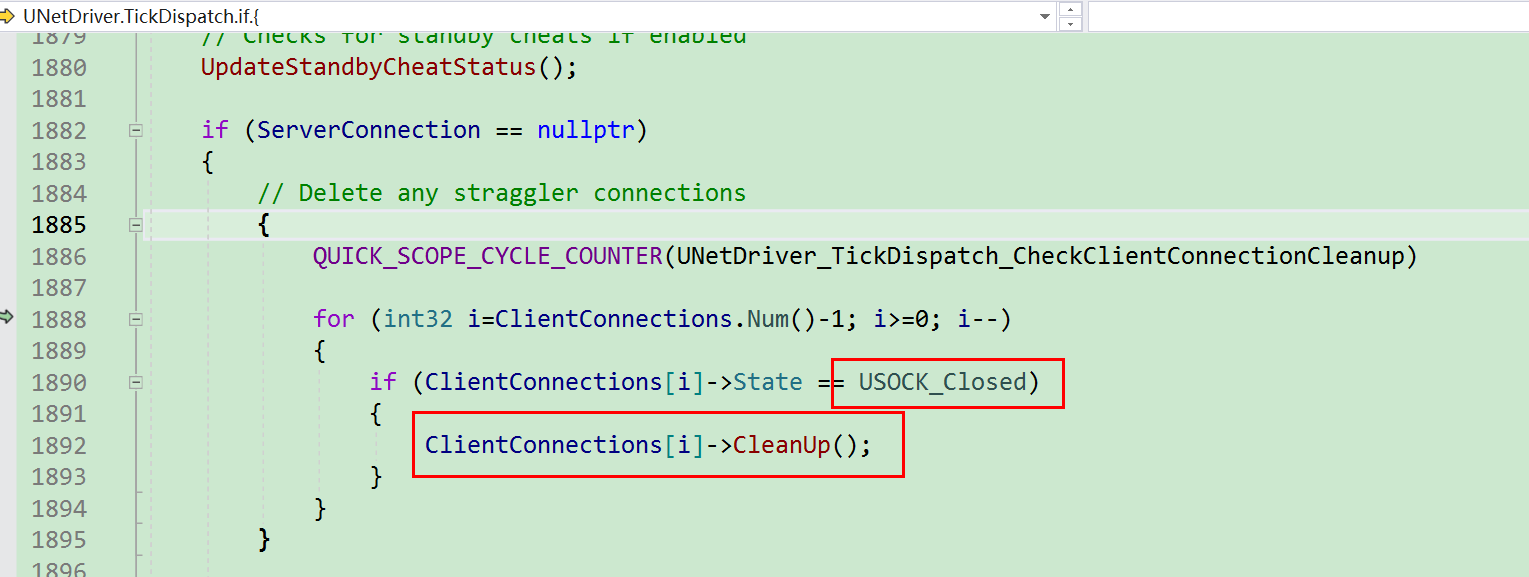 UNetDriver.TickDispatch.if.{
1879 // Checks for standby cheats if enabled
1880 UpdateStandbyCheatStatus();
1881
1882 if (ServerConnection == nullptr)
1883 {
1884 // Delete any straggler connections
1885 {
1886 QUICK_SCOPE_CYCLE_COUNTER(UNetDriver_TickDispatch_CheckClientConnectionCleanup)
1887
1888 for (int32 i=ClientConnections.Num()-1; i>=0; i--)
1889 {
1890 if (ClientConnections[i]->State == USOCK_Closed)
1891 {
1892 ClientConnections[i]->CleanUp();
1893 }
1894 }
1895 }
1896